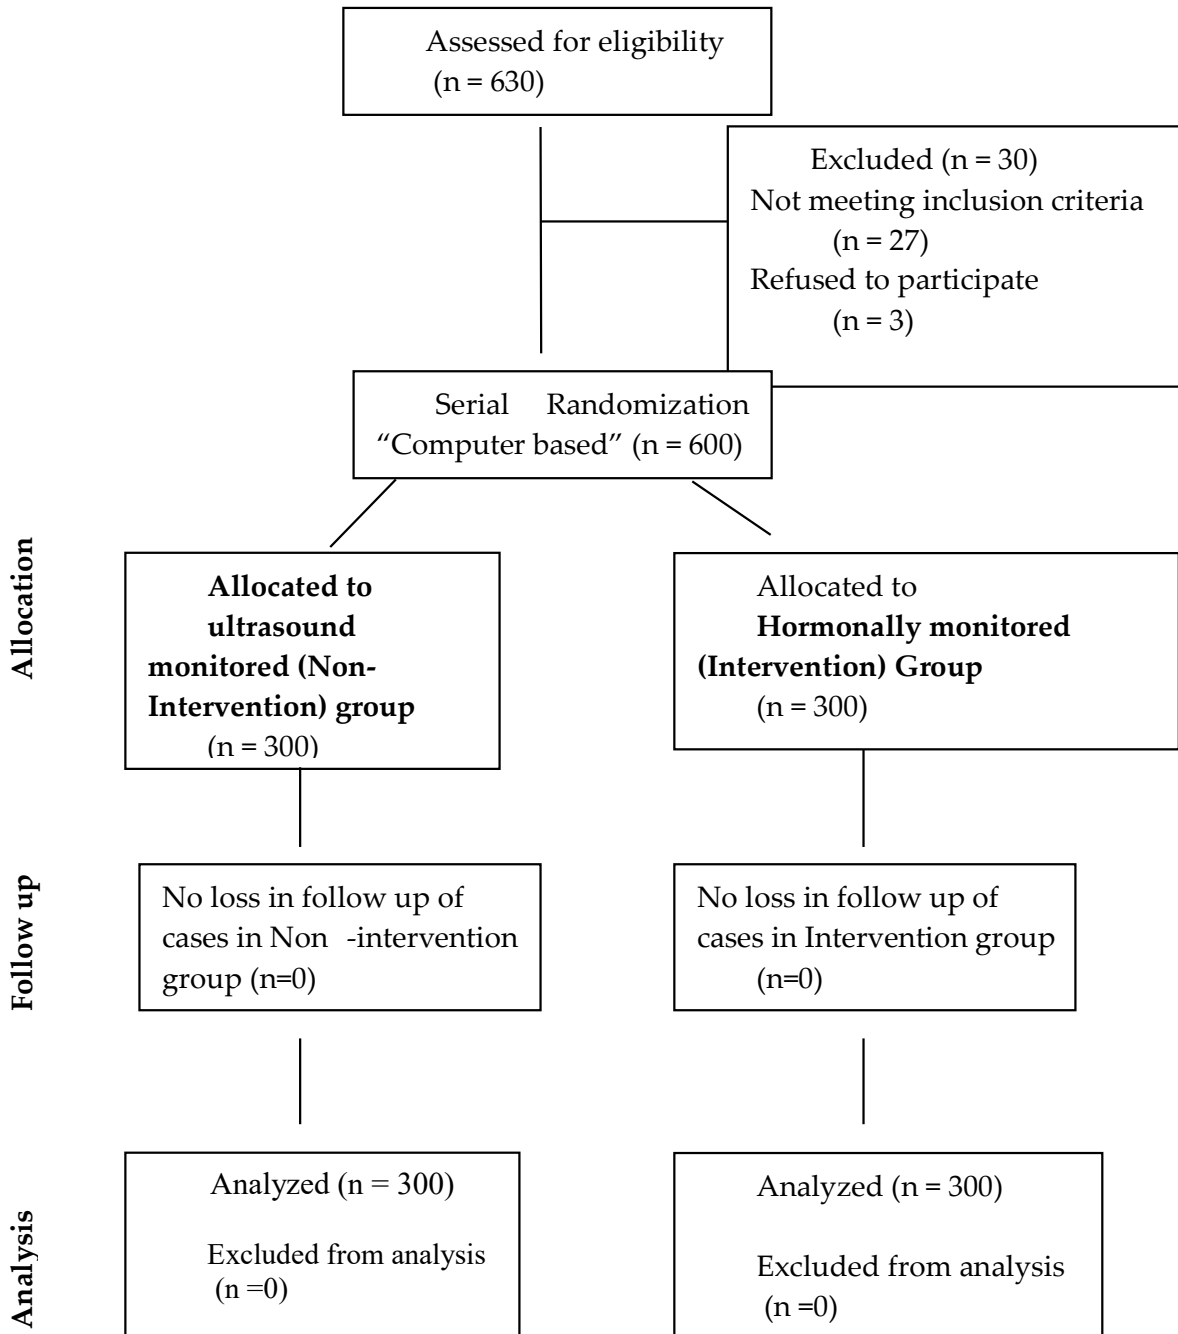 Assessed for eligibility
(n = 630)
Excluded (n = 30)
Not meeting inclusion criteria
(n = 27)
Refused to participate
(n = 3)
Serial Randomization
“Computer based” (n = 600)
Allocation
Allocated to
ultrasound
monitored (Non-
Intervention) group
(n = 300)
Allocated to
Hormonally monitored
(Intervention) Group
(n = 300)
Follow up
No loss in follow up of
cases in Non -intervention
group (n=0)
No loss in follow up of
cases in Intervention group
(n=0)
Analysis
Analyzed (n = 300)
Excluded from analysis
(n =0)
Analyzed (n = 300)
Excluded from analysis
(n =0)